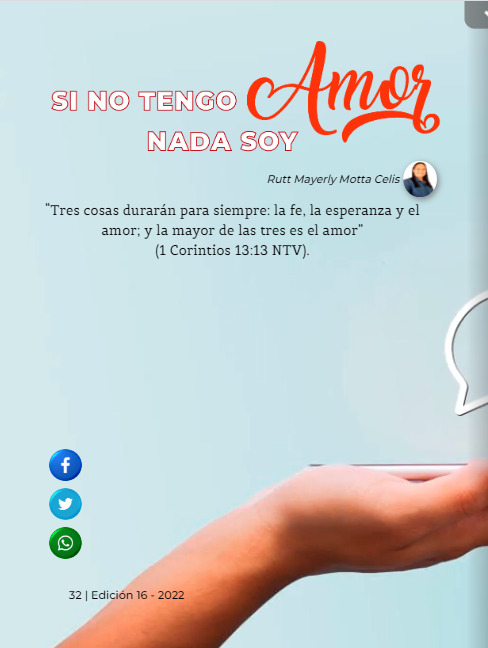 SI NO TENGO Amor
NADA SOY
Rutt Mayerly Motta Celis
"Tres cosas durarán para siempre: la fe, la esperanza y el
amor; y la mayor de las tres es el amor"
(1 Corintios 13:13 NTV).
32 | Edición 16 - 2022